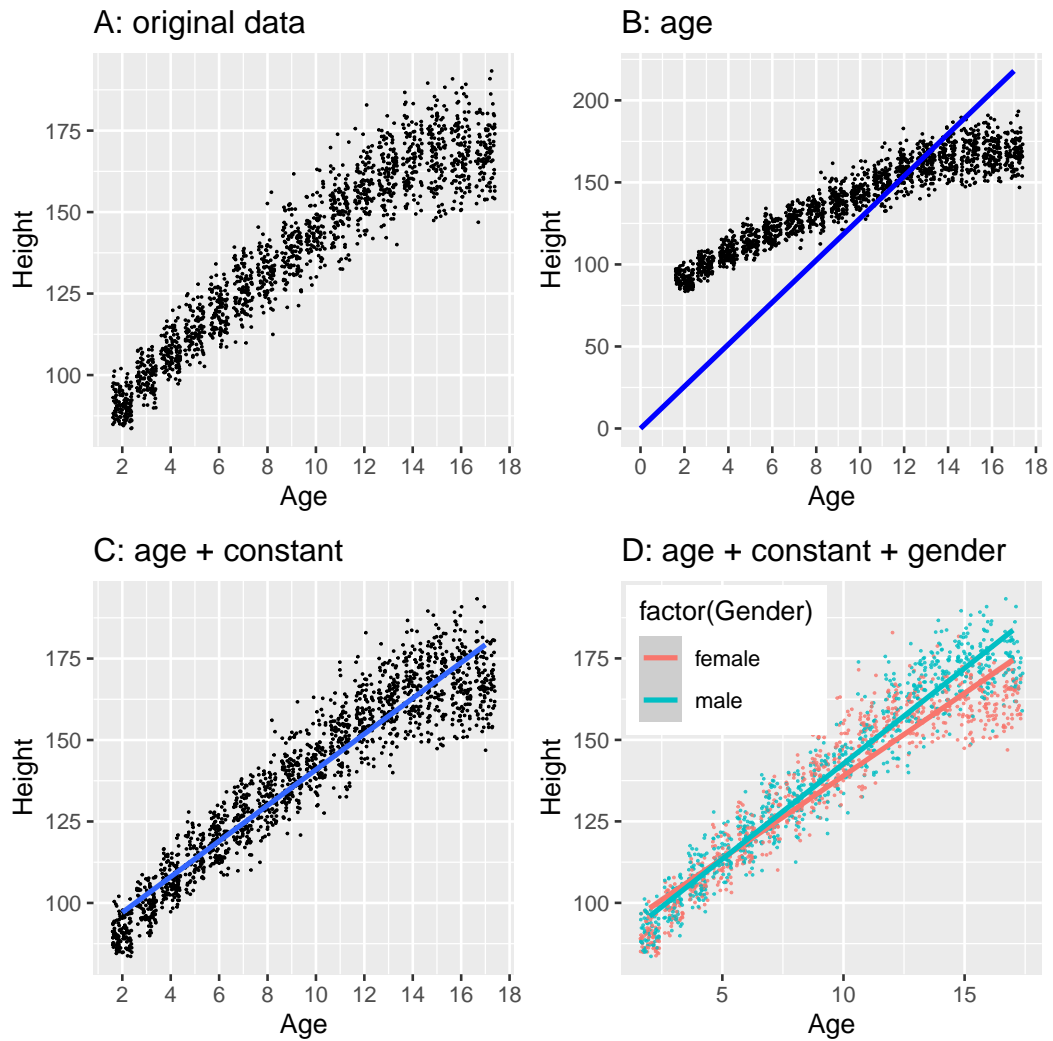 A: original data
175
150
125
100
Height
2 4 6 8 10 12 14 16 18
Age
B: age
200
150
100
50
0
Height
0 2 4 6 8 10 12 14 16 18
Age
C: age + constant
175
150
125
100
Height
2 4 6 8 10 12 14 16 18
Age
D: age + constant + gender
factor(Gender)
female
male
175
150
125
100
Height
5 10 15
Age